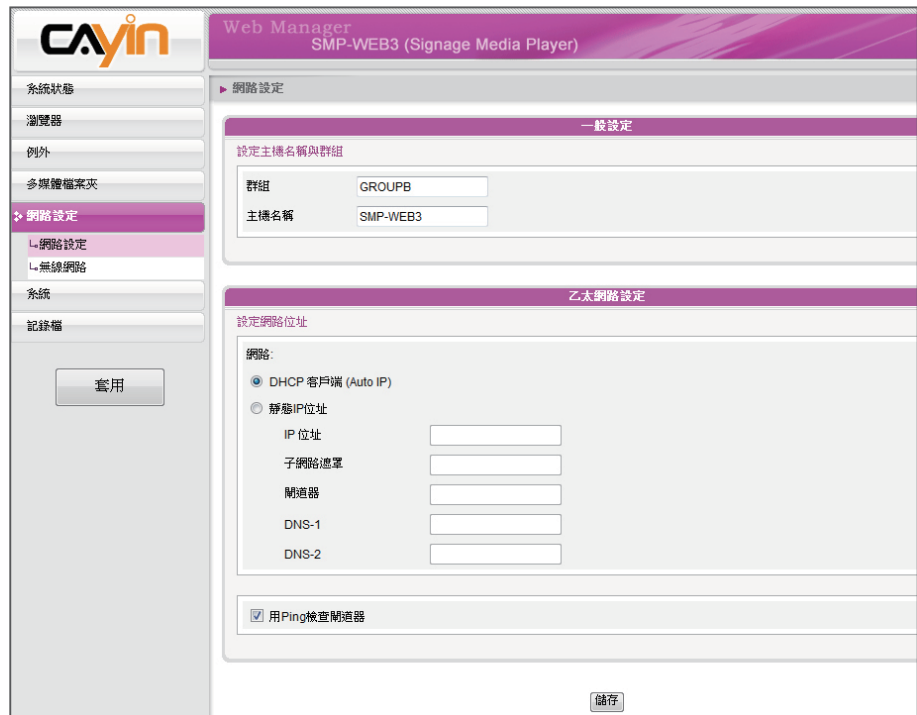 CAYIN
Web Manager
SMP-WEB3 (Signage Media Player)
系統狀態
瀏覽器
例外
多媒體檔案夾
網路設定
網路設定
無線網路
系統
記錄檔
套用
網路設定
一般設定
設定主機名稱與群組
群組 GROUPB
主機名稱 SMP-WEB3
乙太網路設定
設定網路位址
網路:
DHCP 客戶端 (Auto IP)
靜態IP位址
IP 位址
子網路遮罩
閘道器
DNS-1
DNS-2
用Ping檢查閘道器
儲存